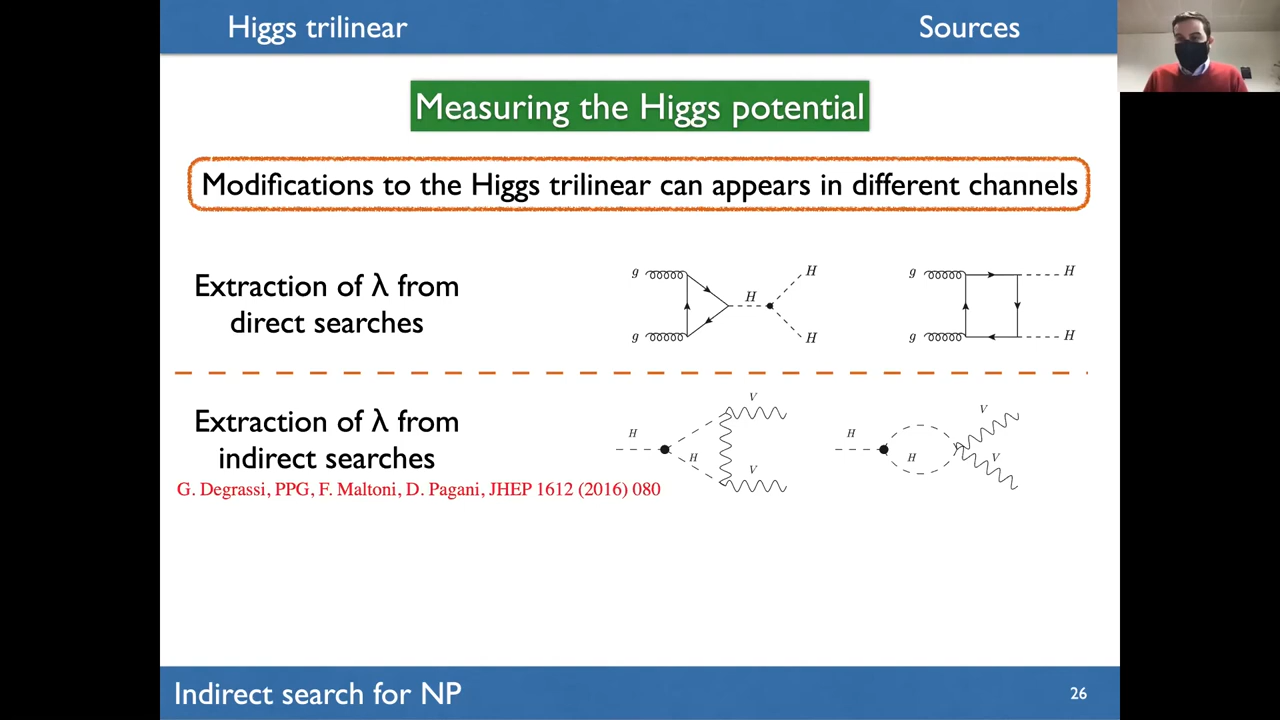 Higgs trilinear
Sources
Measuring the Higgs potential
Modifications to the Higgs trilinear can appears in different channels
Extraction of λ from
direct searches
g
g
H
H
H
g
g
H
H
Extraction of λ from
indirect searches
G. Degrassi, PPG, F. Maltoni, D. Pagani, JHEP 1612 (2016) 080
H
H
V
V
H
H
V
V
Indirect search for NP
26